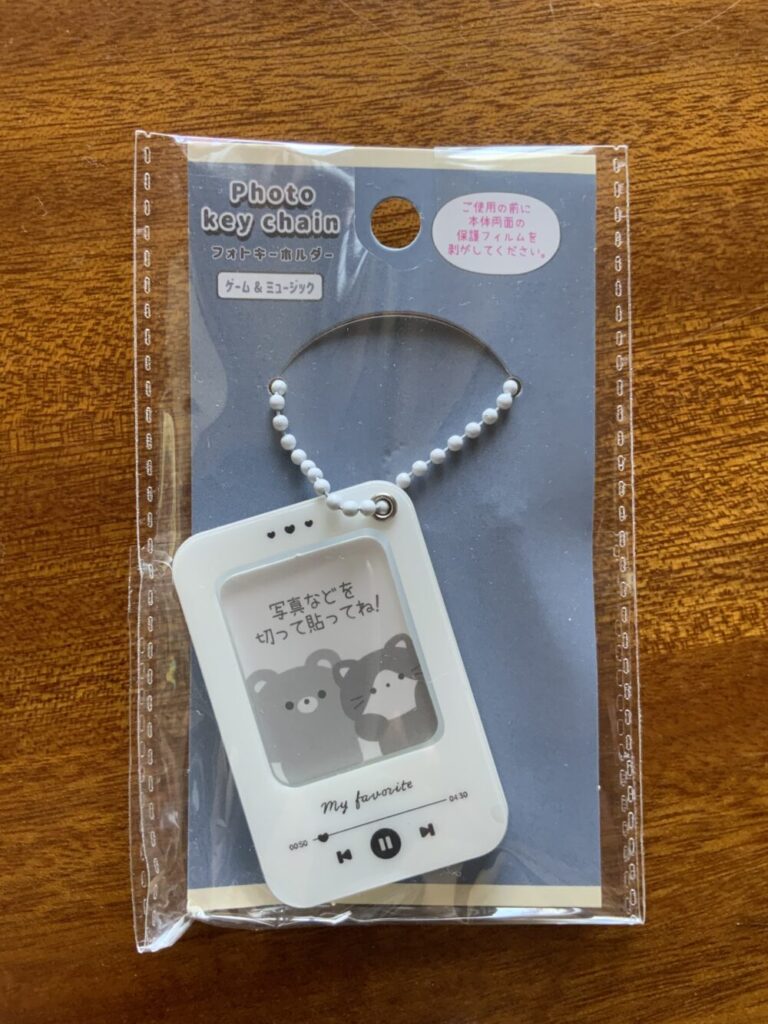 Photo
key chain
フォトキーホルダー
ゲーム & ミュージック
ご使用の前に
本体両面の
保護フィルムを
剥がしてください。
写真などを
切って貼ってね!
My favorite
00:50
04:30